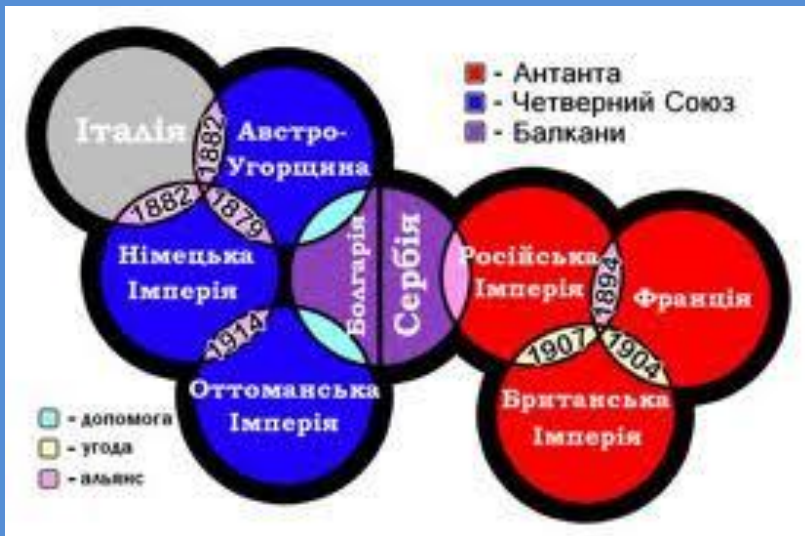 Італія
1882
Австро-
Угорщина
1882
1879
Німецька
Імперія
1914
Оттоманська
Імперія
Болгарія
Сербія
Російська
Імперія
1894
Франція
1907
1904
Британська
Імперія
- Антанта
- Четверний Союз
- Балкани
- допомога
- угода
- альянс